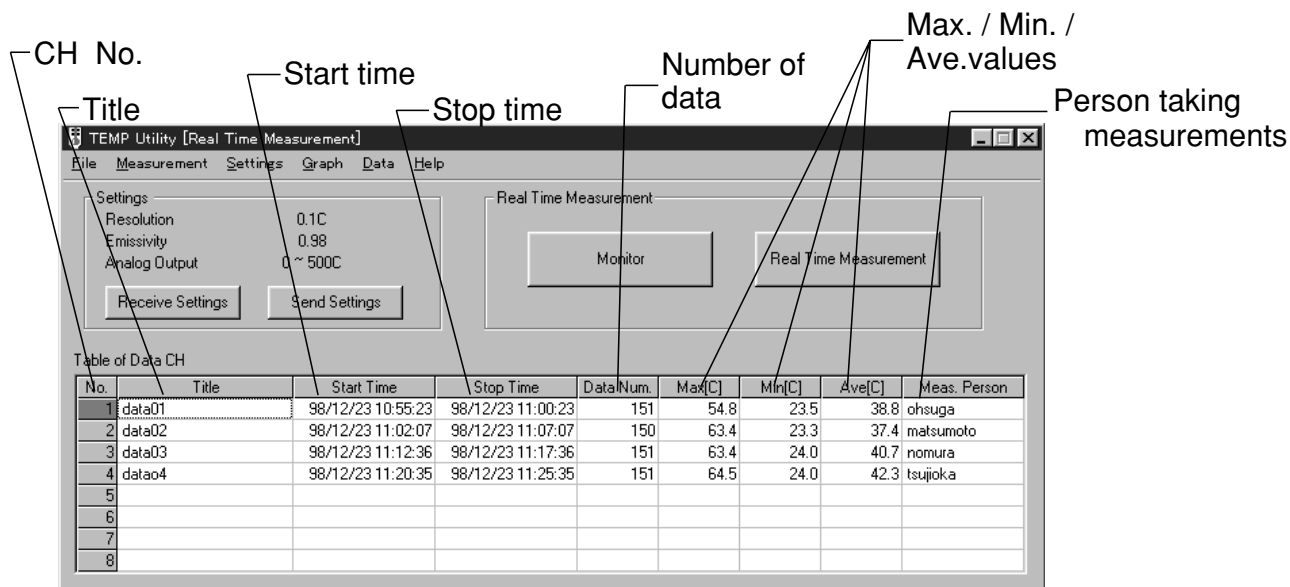 Max. / Min. /
CH  No.
Ave.values
Start time
Number of
data
Title
Stop time
Person taking
measurements
TEMP Utility [Real Time Measurement]
File Measurement Settings Graph Data Help
Settings
Real Time Measurement
Resolution 0.1C
Emissivity 0.98
Analog Output 0 ~ 500C
Monitor
Real Time Measurement
Receive Settings
Send Settings
Table of Data CH
No. Title Start Time Stop Time Data Num. Max[C] Min[C] Ave[C] Meas. Person
1 data01 98/12/23 10:55:23 98/12/23 11:00:23 151 54.8 23.5 38.8 ohsuga
2 data02 98/12/23 11:02:07 98/12/23 11:07:07 150 63.4 23.3 37.4 matsumoto
3 data03 98/12/23 11:12:36 98/12/23 11:17:36 151 63.4 24.0 40.7 nomura
4 datao4 98/12/23 11:20:35 98/12/23 11:25:35 151 64.5 24.0 42.3 tsujioka
5
6
7
8